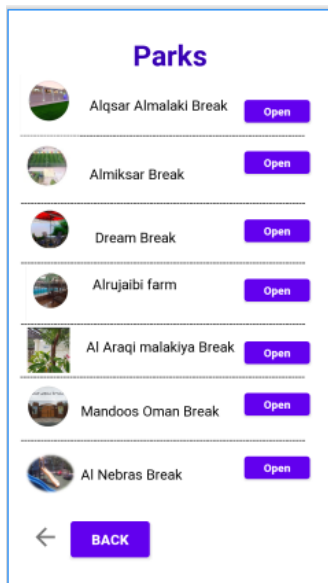 Parks
Alqsar Almalaki Break
Open
Almiksar Break
Open
Dream Break
Open
Alrujaibi farm
Open
Al Araqi malakiya Break
Open
Mandoos Oman Break
Open
Al Nebras Break
Open
BACK